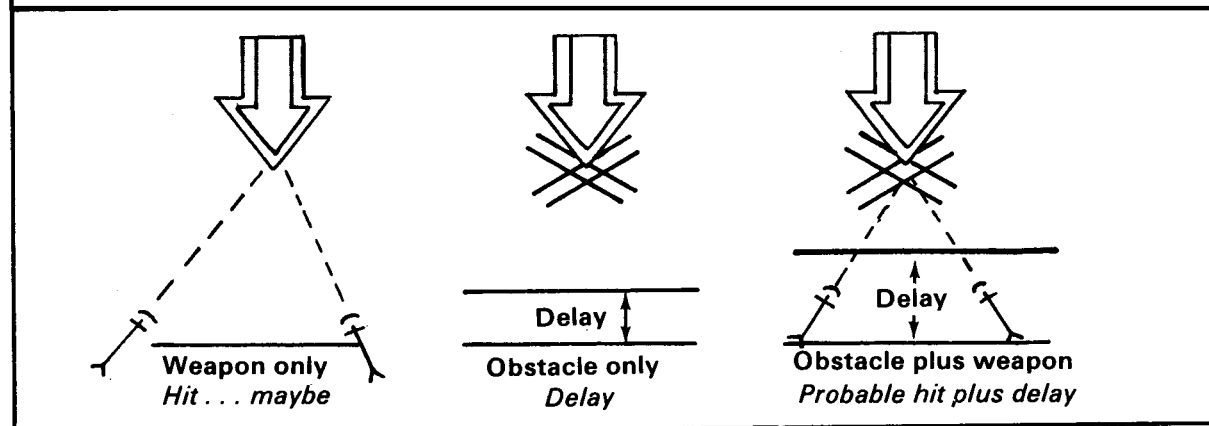 Delay
Delay
Weapon only
Hit . . . maybe
Obstacle only
Delay
Obstacle plus weapon
Probable hit plus delay